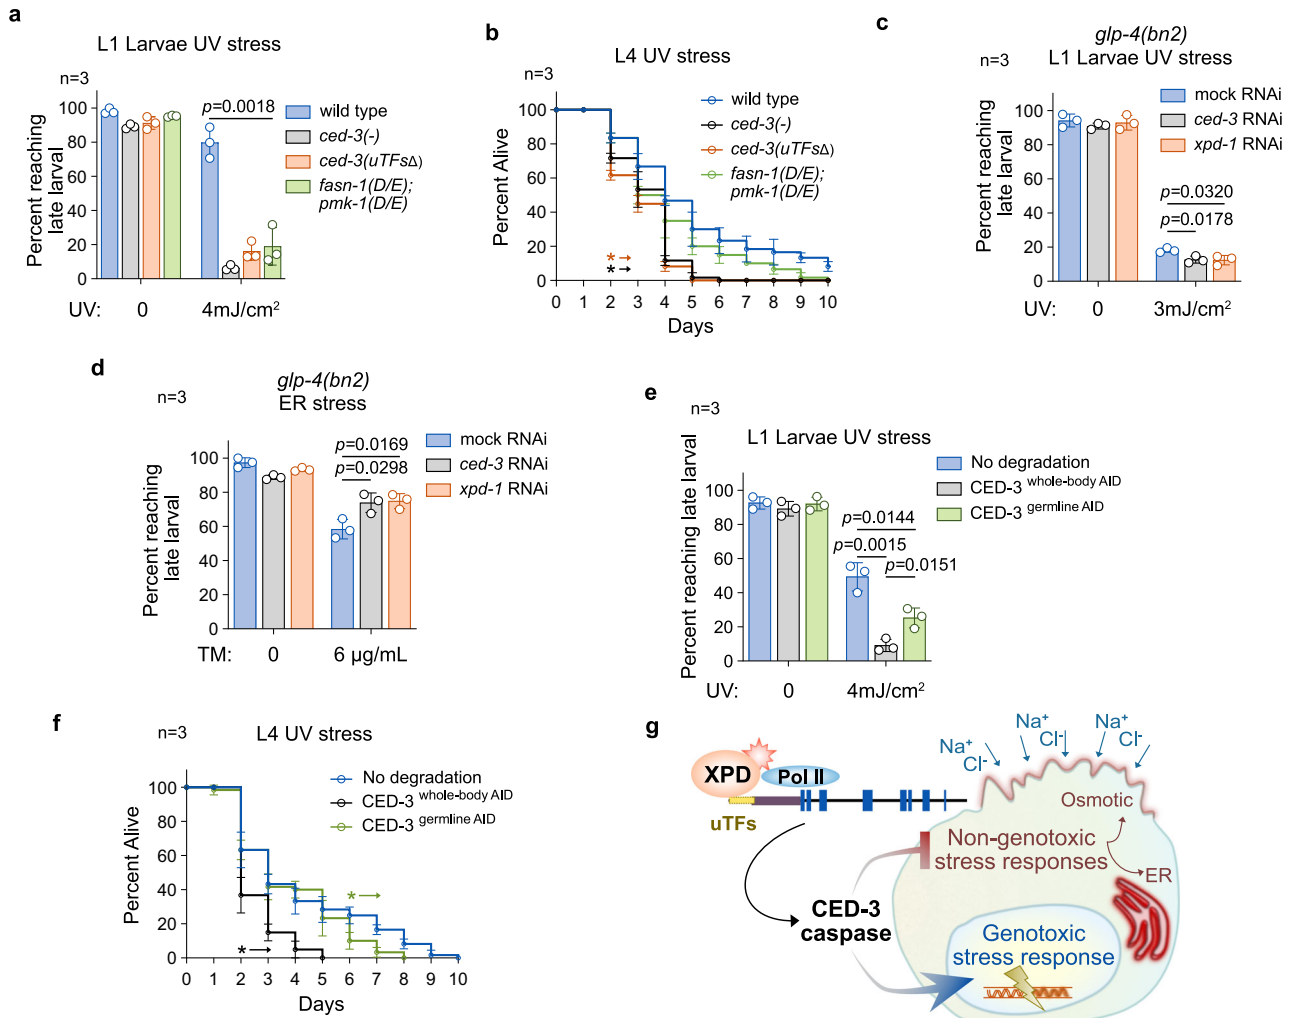 a
L1 Larvae UV stress
n=3
Percent reaching
late larval
100
80
60
40
20
0
p=0.0018
wild type
ced-3(-)
ced-3(uTFsΔ)
fasn-1(D/E);
pmk-1(D/E)
UV: 0 4mJ/cm²
b
L4 UV stress
n=3
Percent Alive
100
80
60
40
20
0
wild type
ced-3(-)
ced-3(uTFsΔ)
fasn-1(D/E);
pmk-1(D/E)
*
*
0 1 2 3 4 5 6 7 8 9 10
Days
c
glp-4(bn2)
L1 Larvae UV stress
n=3
Percent reaching
late larval
100
80
60
40
20
0
mock RNAi
ced-3 RNAi
xpd-1 RNAi
p=0.0320
p=0.0178
UV: 0 3mJ/cm²
d
glp-4(bn2)
ER stress
n=3
Percent reaching
late larval
100
80
60
40
20
0
p=0.0169
p=0.0298
mock RNAi
ced-3 RNAi
xpd-1 RNAi
TM: 0 6 µg/mL
e
n=3
L1 Larvae UV stress
Percent reaching late larval
100
80
60
40
20
0
No degradation
CED-3 whole-body AID
CED-3 germline AID
p=0.0144
p=0.0015
p=0.0151
UV: 0 4mJ/cm²
f
L4 UV stress
n=3
Percent Alive
100
80
60
40
20
0
No degradation
CED-3 whole-body AID
CED-3 germline AID
*
*
0 1 2 3 4 5 6 7 8 9 10
Days
g
Na⁺
Cl⁻
Na⁺
Cl⁻
Na⁺
Cl⁻
XPD
Pol II
uTFs
Osmotic
Non-genotoxic
stress responses
ER
CED-3
caspase
Genotoxic
stress response